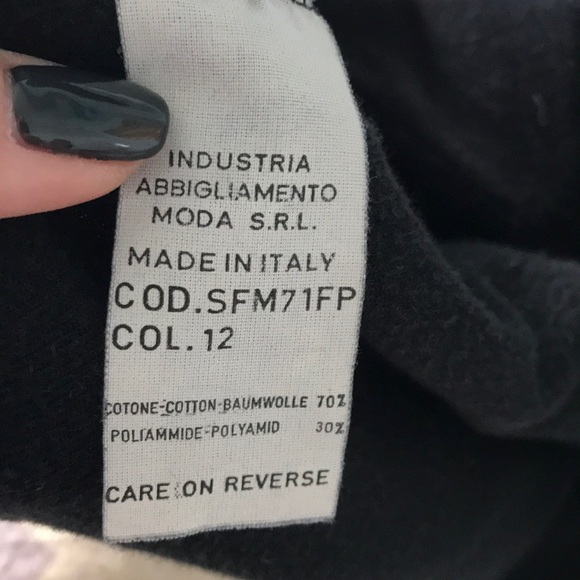 INDUSTRIA
ABBIGLIAMENTO
MODA S.R.L.
MADE IN ITALY
COD.SFM71FP
COL.12
COTONE-COTTON-BAUMWOLLE 70%
POLIAMMIDE-POLYAMID 30%
CARE ON REVERSE